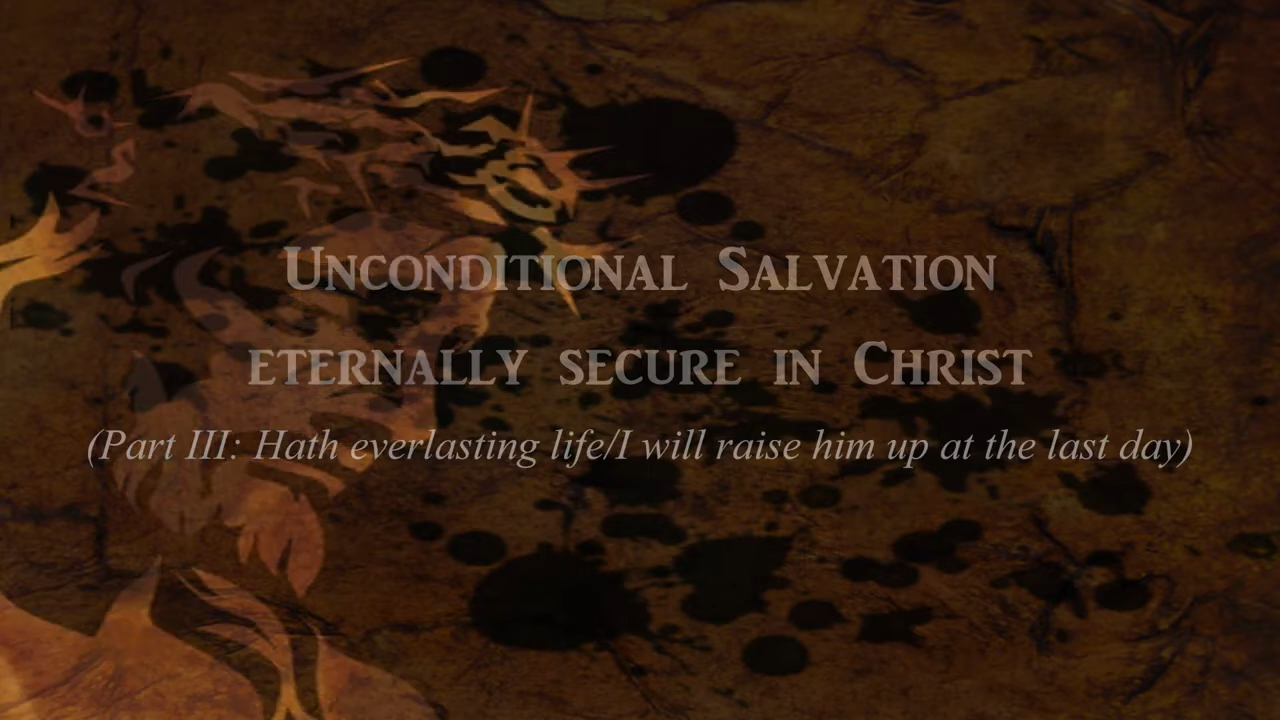 Unconditional Salvation
eternally secure in Christ
(Part III: Hath everlasting life/I will raise him up at the last day)